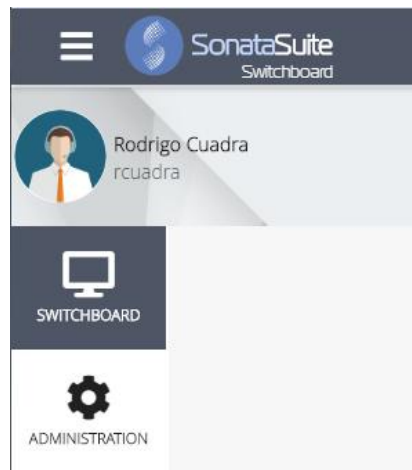 SonataSuite
Switchboard
Rodrigo Cuadra
rcuadra
SWITCHBOARD
ADMINISTRATION